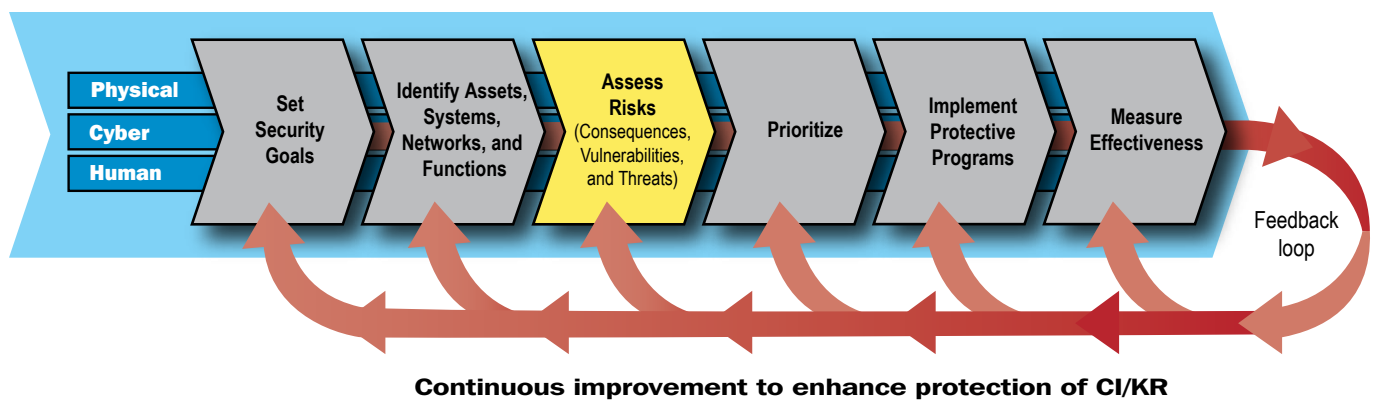 Physical
Cyber
Human
Set
Security
Goals
Identify Assets,
Systems,
Networks, and
Functions
Assess
Risks
(Consequences,
Vulnerabilities,
and Threats)
Prioritize
Implement
Protective
Programs
Measure
Effectiveness
Feedback
loop
Continuous improvement to enhance protection of CI/KR